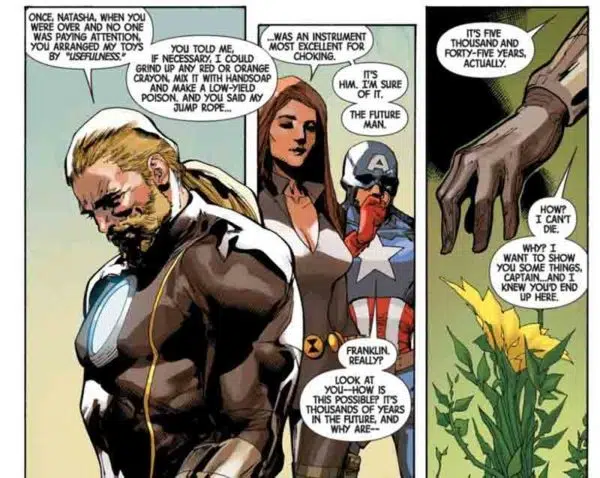 ONCE, NATASHA, WHEN YOU
WERE OVER AND NO ONE
WAS PAYING ATTENTION,
YOU ARRANGED MY TOYS
BY "USEFULNESS."
YOU TOLD ME,
IF NECESSARY, I COULD
GRIND UP ANY RED OR ORANGE
CRAYON, MIX IT WITH HANDSOAP
AND MAKE A LOW-YIELD
POISON. AND YOU SAID MY
JUMP ROPE...
...WAS AN INSTRUMENT
MOST EXCELLENT FOR
CHOKING.
IT'S
HIM. I'M SURE
OF IT.
THE FUTURE
MAN.
FRANKLIN.
REALLY?
LOOK AT
YOU--HOW IS
THIS POSSIBLE? IT'S
THOUSANDS OF YEARS
IN THE FUTURE, AND
WHY ARE--
IT'S FIVE
THOUSAND AND
FORTY-FIVE YEARS,
ACTUALLY.
HOW?
I CAN'T
DIE.
WHY? I
WANT TO SHOW
YOU SOME THINGS,
CAPTAIN...AND I
KNEW YOU'D END
UP HERE.